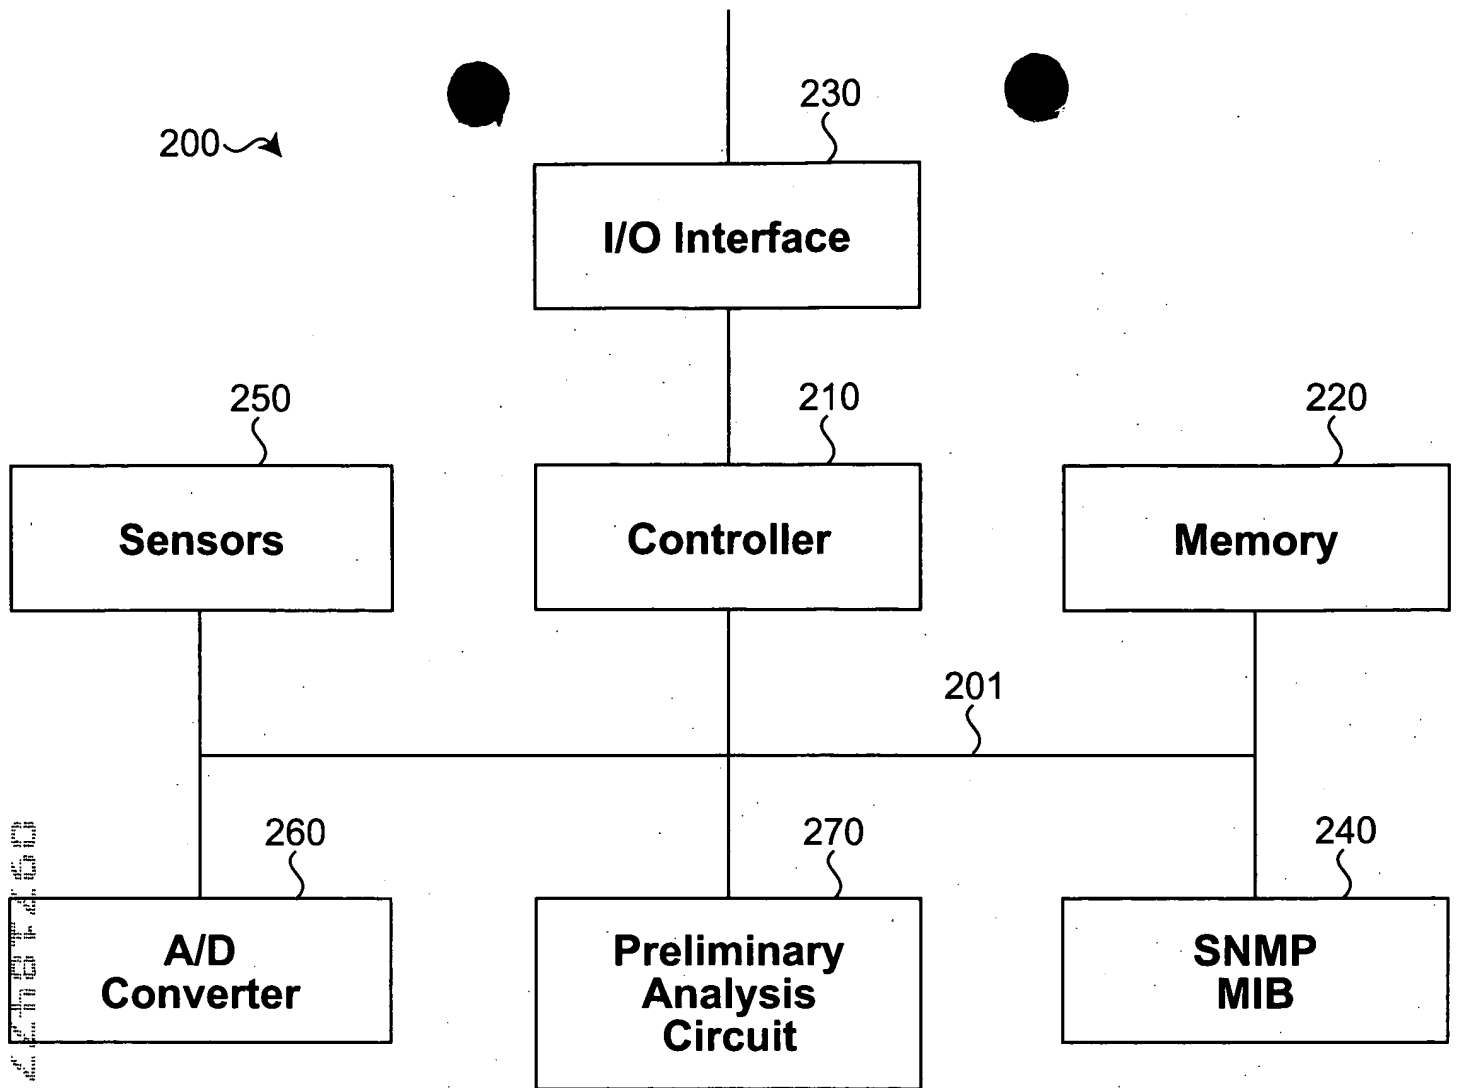 230
200
I/O Interface
250
210
220
Sensors
Controller
Memory
201
260
270
240
A/D
Converter
Preliminary
Analysis
Circuit
SNMP
MIB